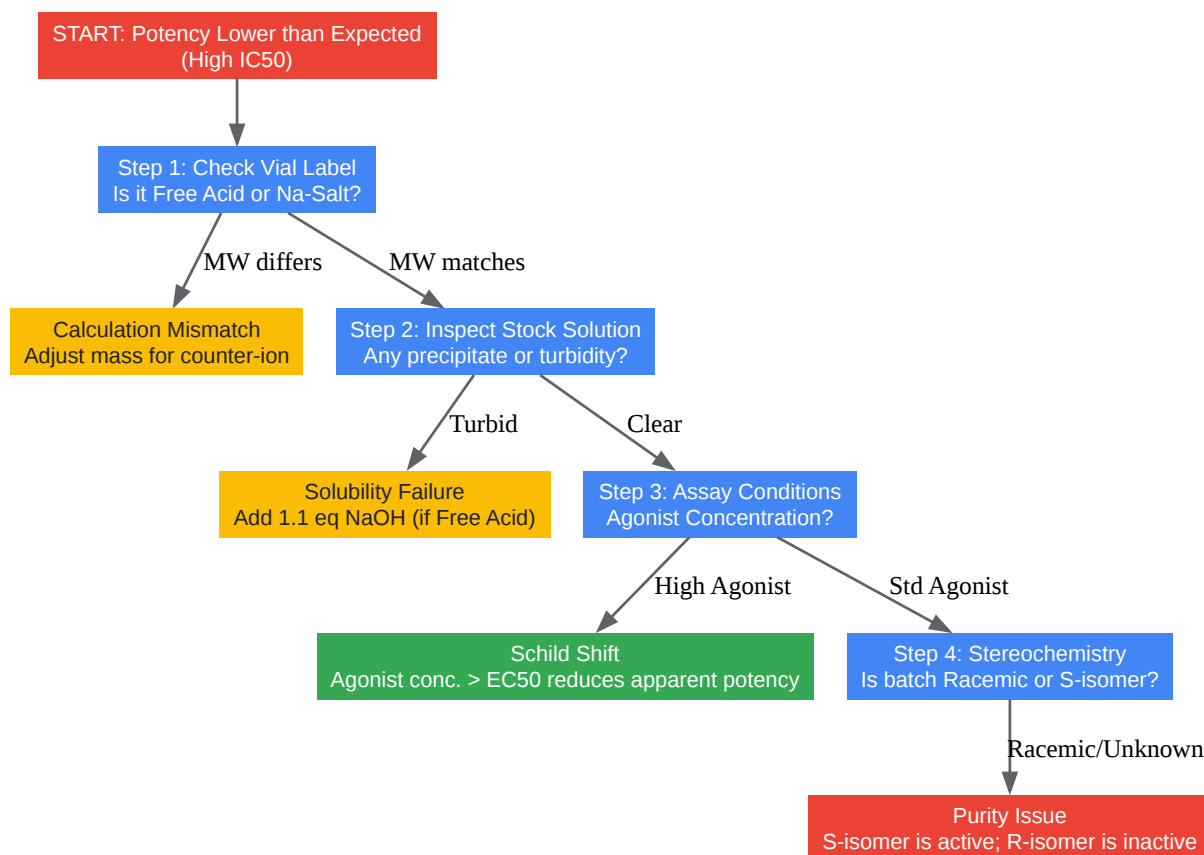 START: Potency Lower than Expected
(High IC50)
Step 1: Check Vial Label
Is it Free Acid or Na-Salt?
MW differs
MW matches
Calculation Mismatch
Adjust mass for counter-ion
Step 2: Inspect Stock Solution
Any precipitate or turbidity?
Turbid
Clear
Solubility Failure
Add 1.1 eq NaOH (if Free Acid)
Step 3: Assay Conditions
Agonist Concentration?
High Agonist
Std Agonist
Schild Shift
Agonist conc. > EC50 reduces apparent potency
Step 4: Stereochemistry
Is batch Racemic or S-isomer?
Racemic/Unknown
Purity Issue
S-isomer is active; R-isomer is inactive